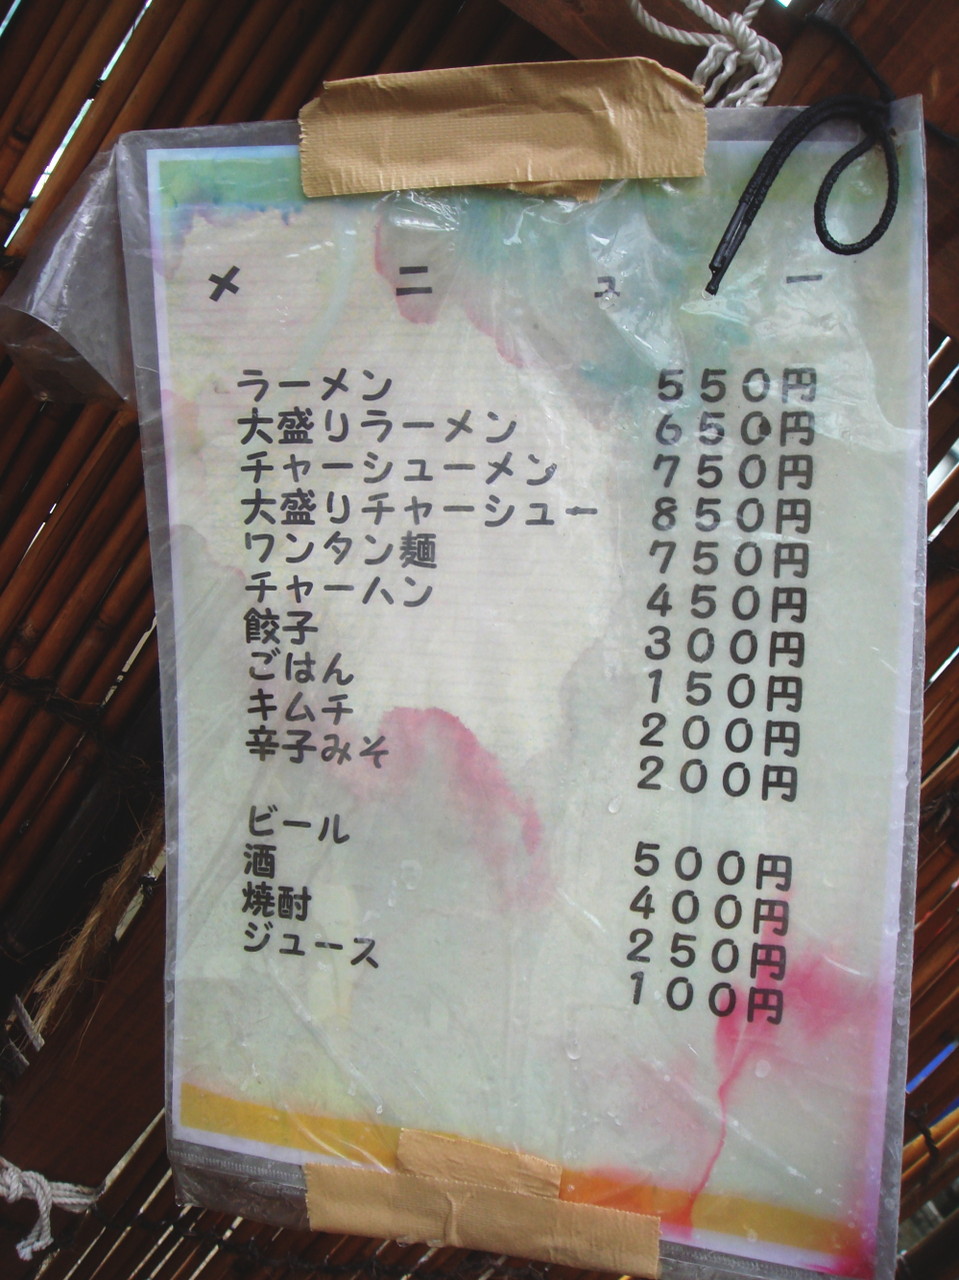 メニュー
ラーメン 550円
大盛りラーメン 650円
チャーシューメン 750円
大盛りチャーシュー 850円
ワンタン麺 750円
チャーハン 450円
餃子 300円
ごはん 150円
キムチ 200円
辛子みそ 200円
ビール 500円
酒 400円
焼酎 250円
ジュース 100円